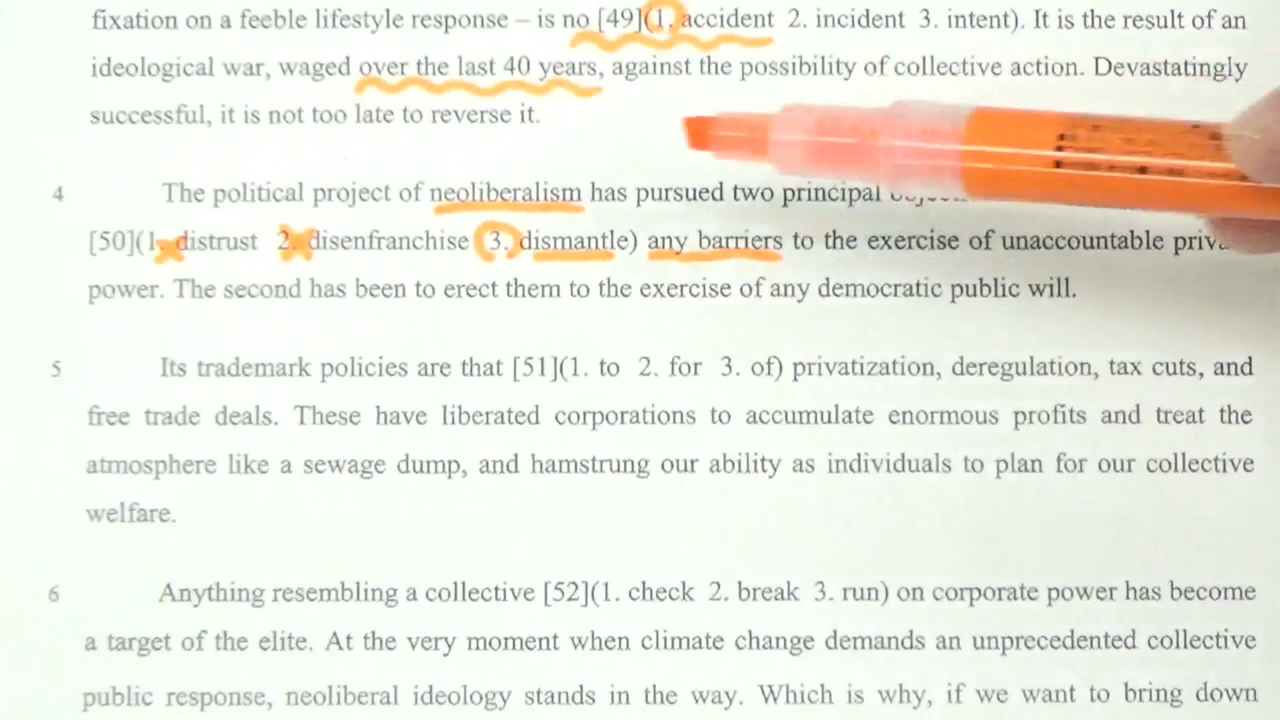 fixation on a feeble lifestyle response – is no [49](1. accident 2. incident 3. intent). It is the result of an
ideological war, waged over the last 40 years, against the possibility of collective action. Devastatingly
successful, it is not too late to reverse it.
4 The political project of neoliberalism has pursued two principal
[50](1. distrust 2. disenfranchise 3. dismantle) any barriers to the exercise of unaccountable
power. The second has been to erect them to the exercise of any democratic public will.
5 Its trademark policies are that [51](1. to 2. for 3. of) privatization, deregulation, tax cuts, and
free trade deals. These have liberated corporations to accumulate enormous profits and treat the
atmosphere like a sewage dump, and hamstrung our ability as individuals to plan for our collective
welfare.
6 Anything resembling a collective [52](1. check 2. break 3. run) on corporate power has become
a target of the elite. At the very moment when climate change demands an unprecedented collective
public response, neoliberal ideology stands in the way. Which is why, if we want to bring down